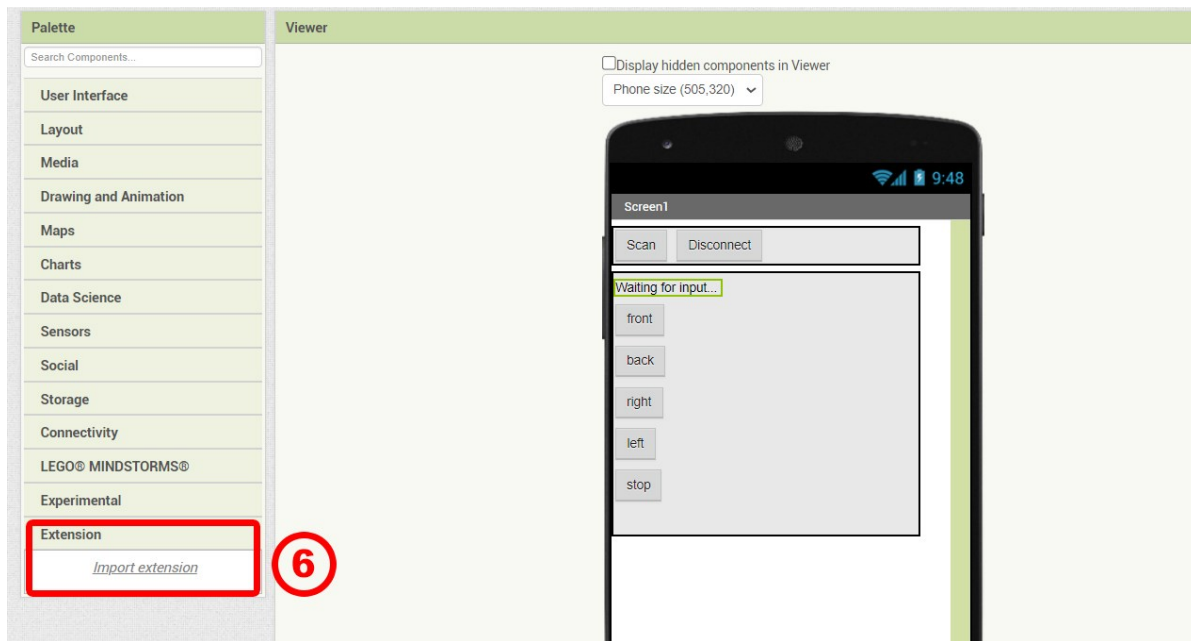 Palette
Search Components...
User Interface
Layout
Media
Drawing and Animation
Maps
Charts
Data Science
Sensors
Social
Storage
Connectivity
LEGO® MINDSTORMS®
Experimental
Extension
Import extension
6
Viewer
Display hidden components in Viewer
Phone size (505,320)
9:48
Screen1
Scan Disconnect
Waiting for input...
front
back
right
left
stop